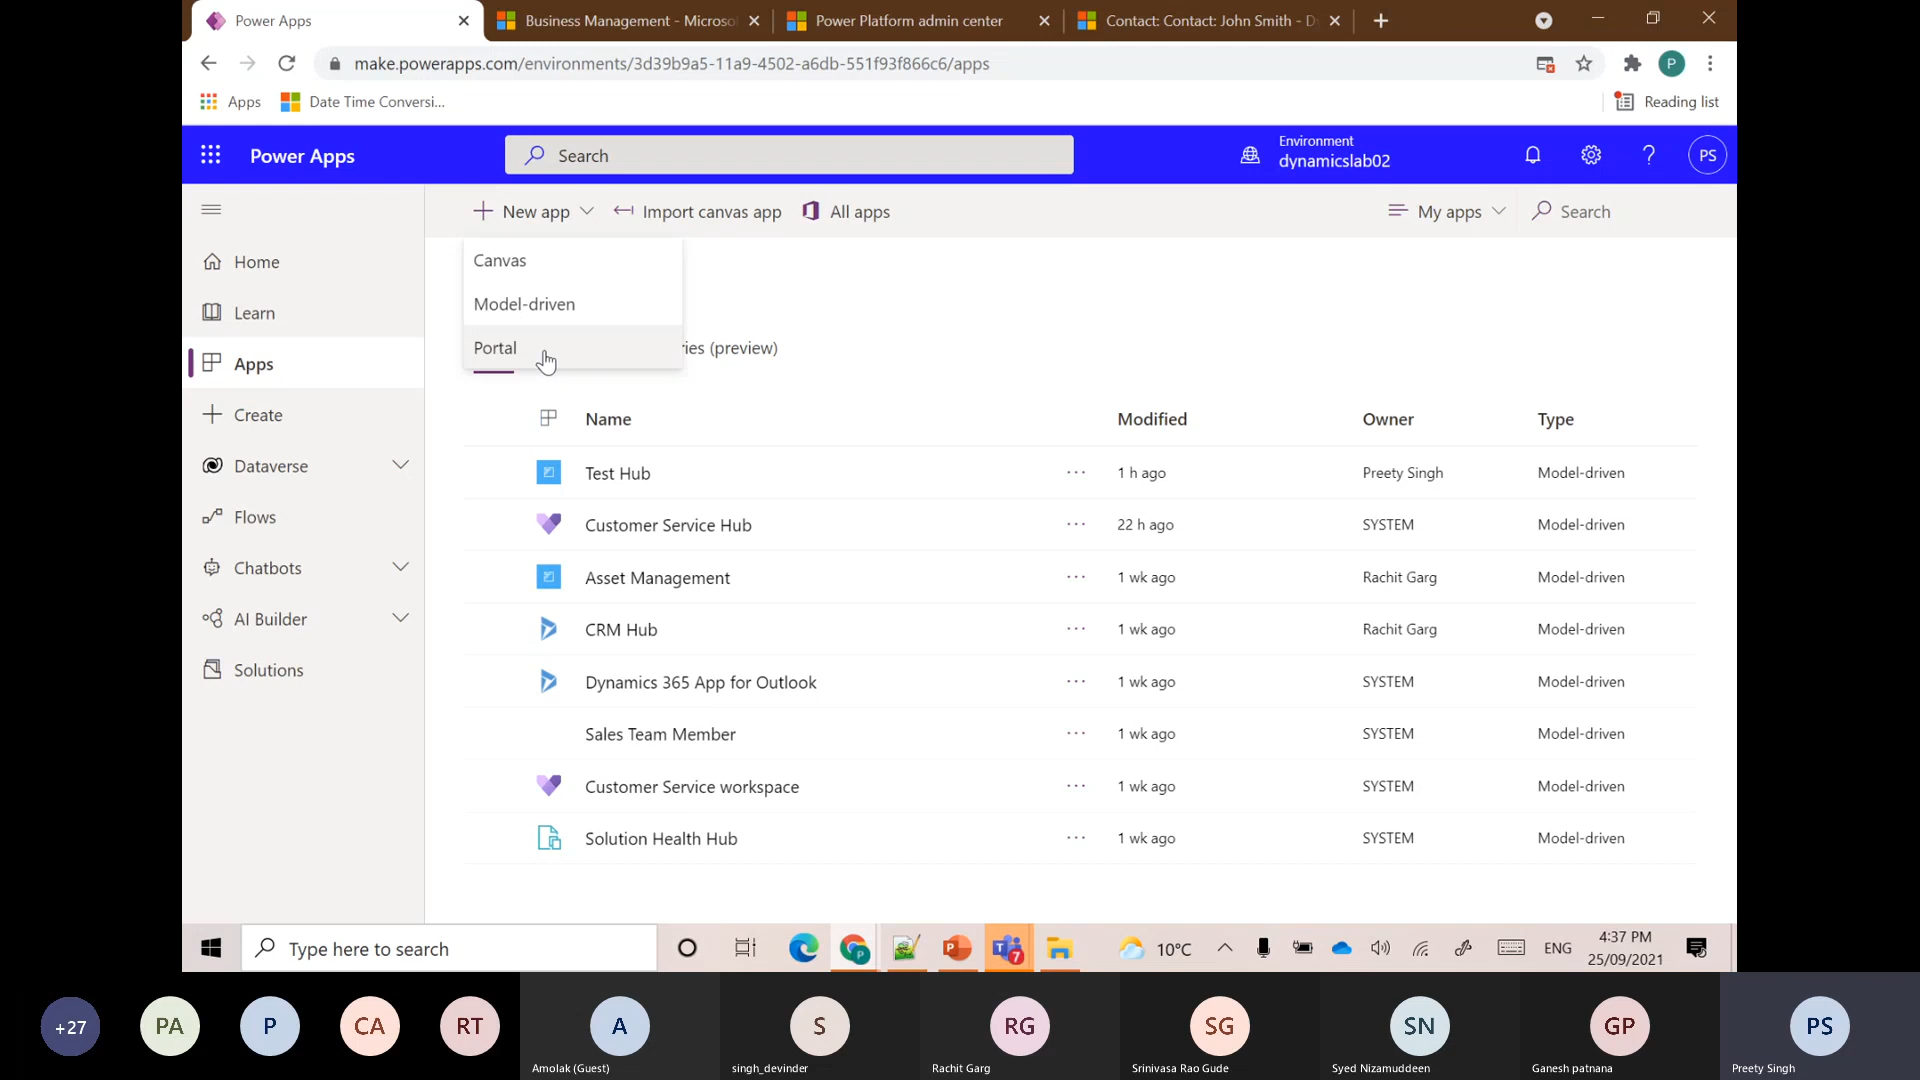 Power Apps
Business Management - Microso
Power Platform admin center
Contact: Contact: John Smith - D
make.powerapps.com/environments/3d39b9a5-11a9-4502-a6db-551f93f866c6/apps
P
Apps
Date Time Conversi...
Reading list
Power Apps
Search
Environment
dynamicslab02
?
PS
New app
Import canvas app
All apps
My apps
Search
Canvas
Model-driven
Portal
ries (preview)
Home
Learn
Apps
Create
Dataverse
Flows
Chatbots
AI Builder
Solutions
Name Modified Owner Type
Test Hub ... 1 h ago Preety Singh Model-driven
Customer Service Hub ... 22 h ago SYSTEM Model-driven
Asset Management ... 1 wk ago Rachit Garg Model-driven
CRM Hub ... 1 wk ago Rachit Garg Model-driven
Dynamics 365 App for Outlook ... 1 wk ago SYSTEM Model-driven
Sales Team Member ... 1 wk ago SYSTEM Model-driven
Customer Service workspace ... 1 wk ago SYSTEM Model-driven
Solution Health Hub ... 1 wk ago SYSTEM Model-driven
Type here to search
7
10°C
ENG
4:37 PM
25/09/2021
+27
PA
P
CA
RT
A
S
RG
SG
SN
GP
PS
Amolak (Guest)
singh_devinder
Rachit Garg
Srinivasa Rao Gude
Syed Nizamuddeen
Ganesh patnana
Preety Singh